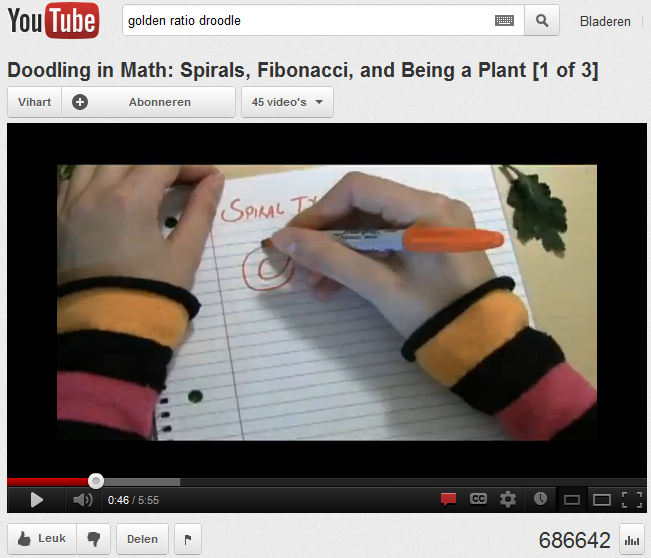 YouTube golden ratio droodle Bladeren
Doodling in Math: Spirals, Fibonacci, and Being a Plant [1 of 3]
Vihart Abonneren 45 video's
SPIRAL
0:46 / 5:55 CC
Leuk Delen 686642